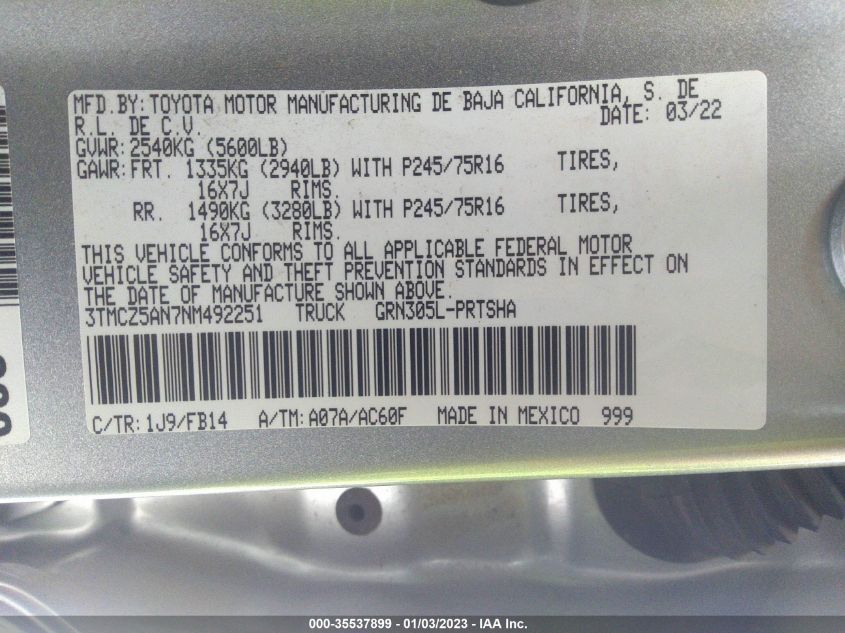 MFD.BY:TOYOTA MOTOR MANUFACTURING DE BAJA CALIFORNIA, S. DE
R.L. DE C.V. DATE: 03/22
GVWR:2540KG (5600LB)
GAWR:FRT. 1335KG (2940LB) WITH P245/75R16 TIRES,
16X7J RIMS.
RR. 1490KG (3280LB) WITH P245/75R16 TIRES,
16X7J RIMS.
THIS VEHICLE CONFORMS TO ALL APPLICABLE FEDERAL MOTOR
VEHICLE SAFETY AND THEFT PREVENTION STANDARDS IN EFFECT ON
THE DATE OF MANUFACTURE SHOWN ABOVE.
3TMCZ5AN7NM492251 TRUCK GRN305L-PRTSHA
C/TR:1J9/FB14 A/TM:A07A/AC60F MADE IN MEXICO 999
000-35537899 - 01/03/2023 - IAA Inc.